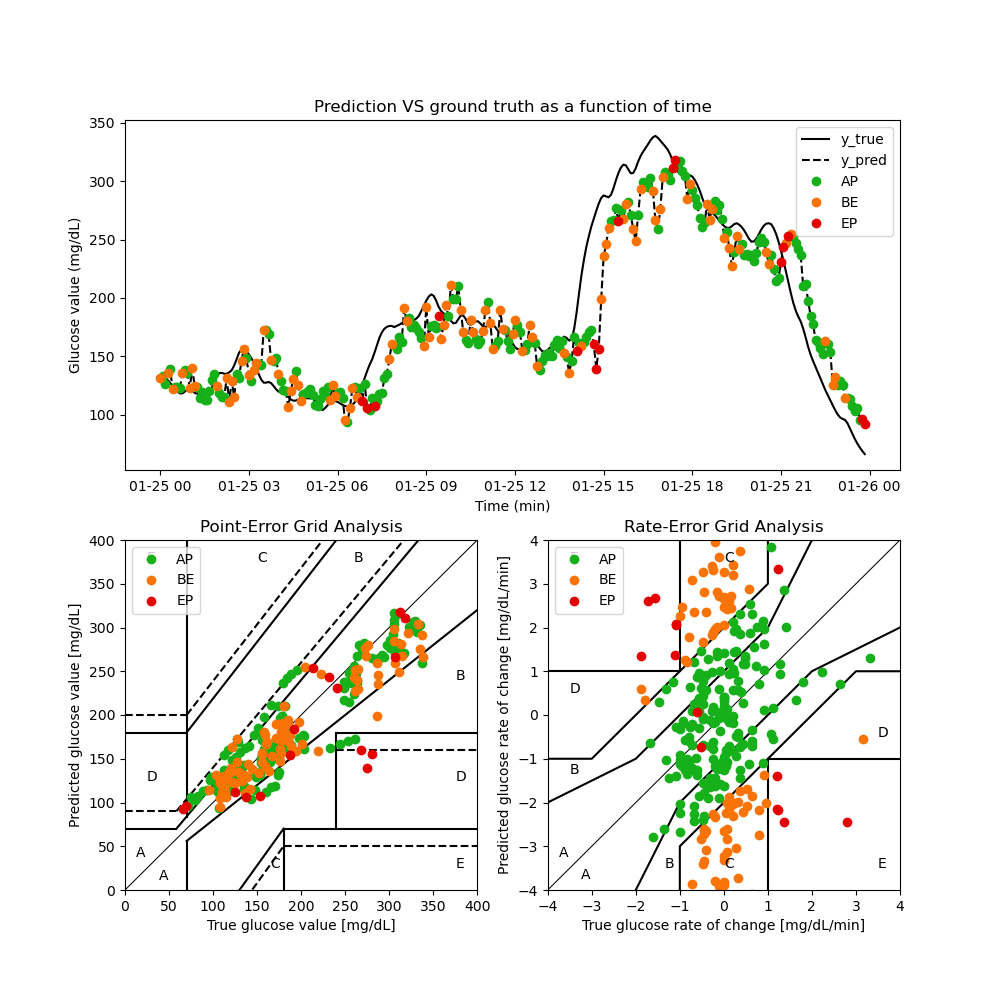 Prediction VS ground truth as a function of time
Glucose value (mg/dL)
350
300
250
200
150
100
y_true
y_pred
AP
BE
EP
01-25 00 01-25 03 01-25 06 01-25 09 01-25 12 01-25 15 01-25 18 01-25 21 01-26 00
Time (min)
Point-Error Grid Analysis
Predicted glucose value [mg/dL]
400
350
300
250
200
150
100
50
0
AP
BE
EP
C
B
B
D
D
A
A
C
E
0 50 100 150 200 250 300 350 400
True glucose value [mg/dL]
Rate-Error Grid Analysis
Predicted glucose rate of change [mg/dL/min]
4
3
2
1
0
−1
−2
−3
−4
AP
BE
EP
C
D
D
B
A
A
B
C
E
−4 −3 −2 −1 0 1 2 3 4
True glucose rate of change [mg/dL/min]